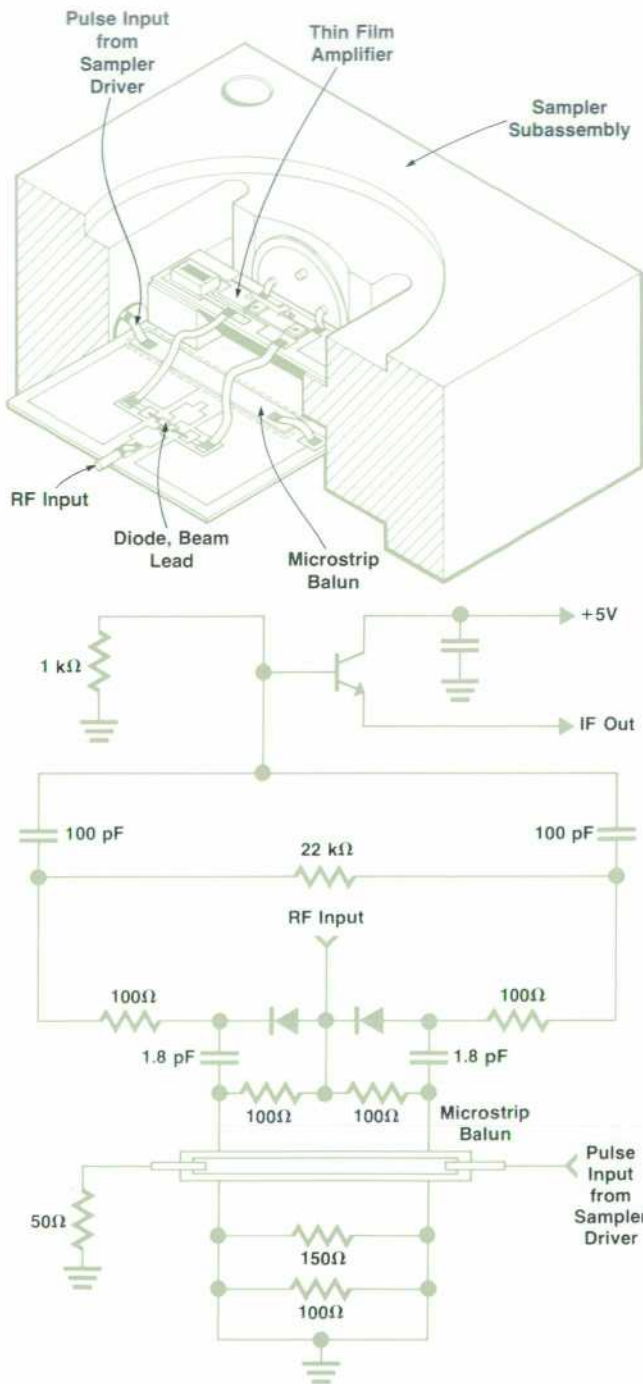 Pulse Input
from
Sampler
Driver
Thin Film
Amplifier
Sampler
Subassembly
RF Input
Diode, Beam
Lead
Microstrip
Balun
1 kΩ
+5V
IF Out
100 pF
100 pF
22 kΩ
RF Input
100Ω
100Ω
1.8 pF
1.8 pF
100Ω
100Ω
Microstrip
Balun
Pulse
Input
from
Sampler
Driver
50Ω
150Ω
100Ω